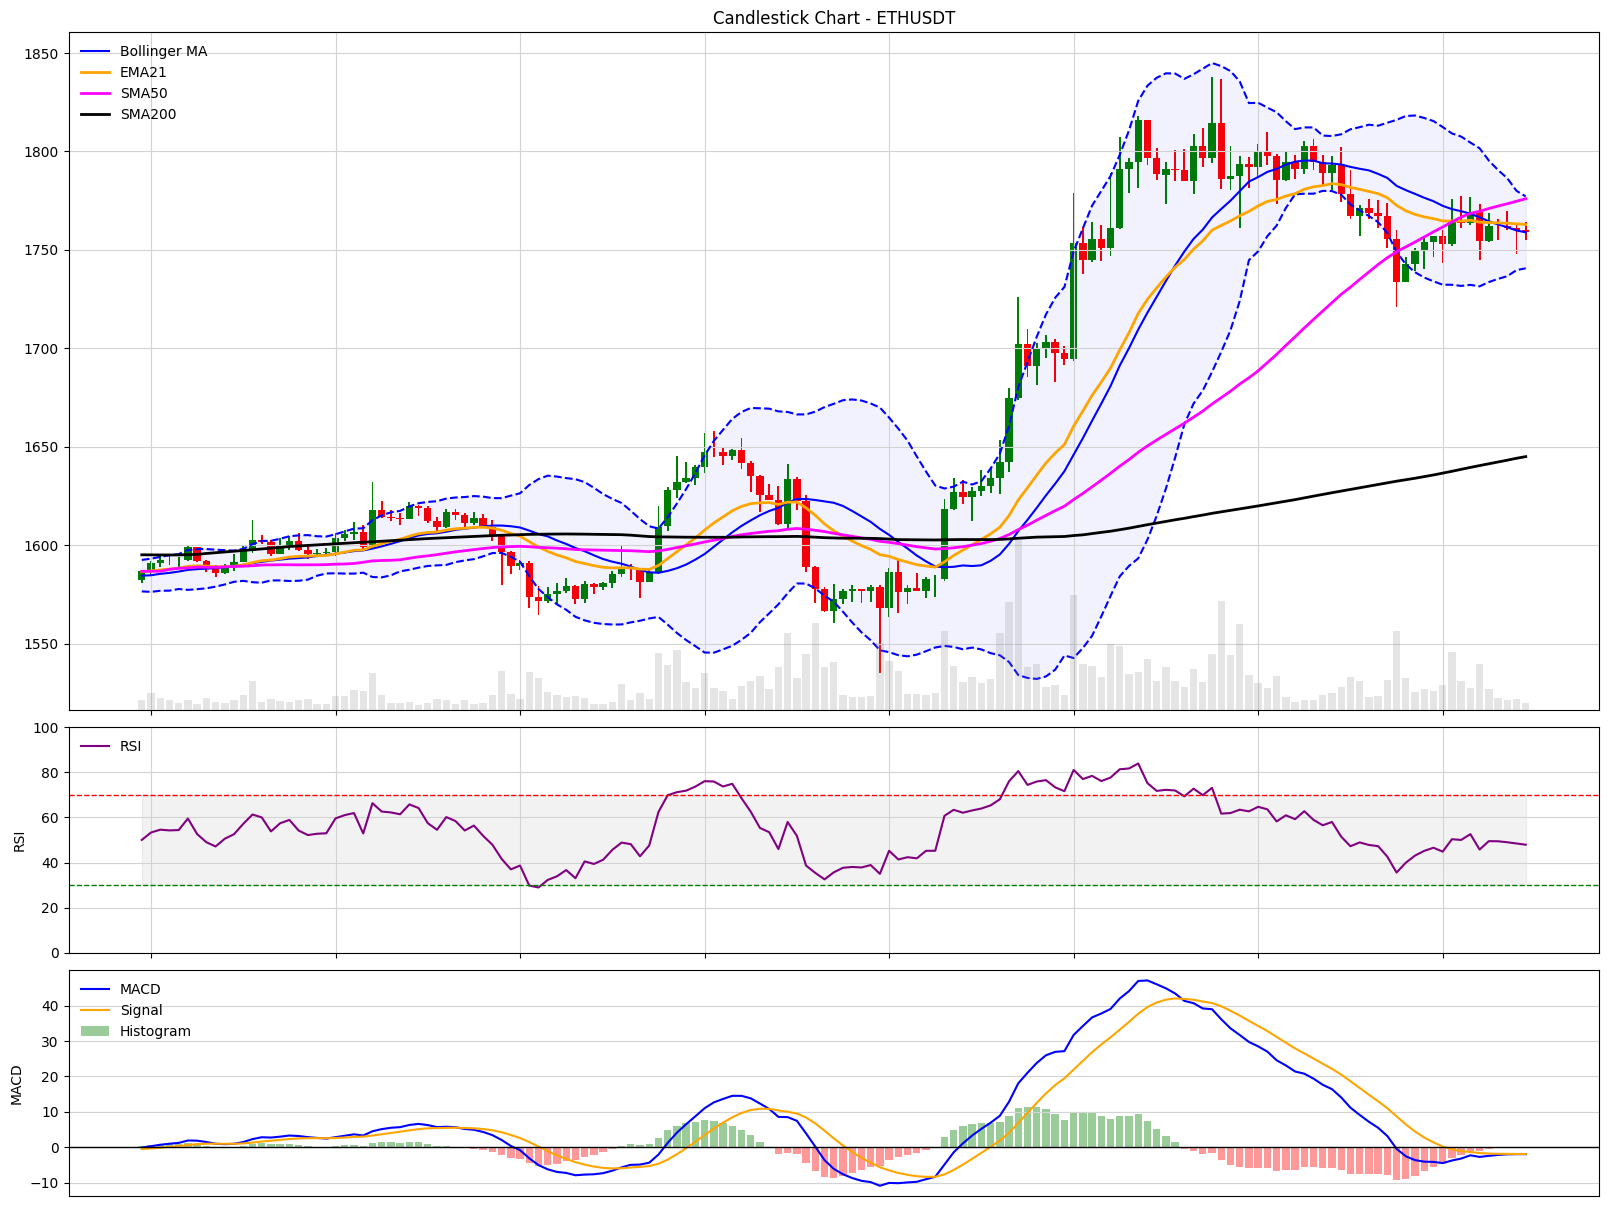 Candlestick Chart - ETHUSDT
Bollinger MA
EMA21
SMA50
SMA200
1850
1800
1750
1700
1650
1600
1550
RSI
100
80
60
40
20
0
RSI
MACD
Signal
Histogram
40
30
20
10
0
−10
MACD